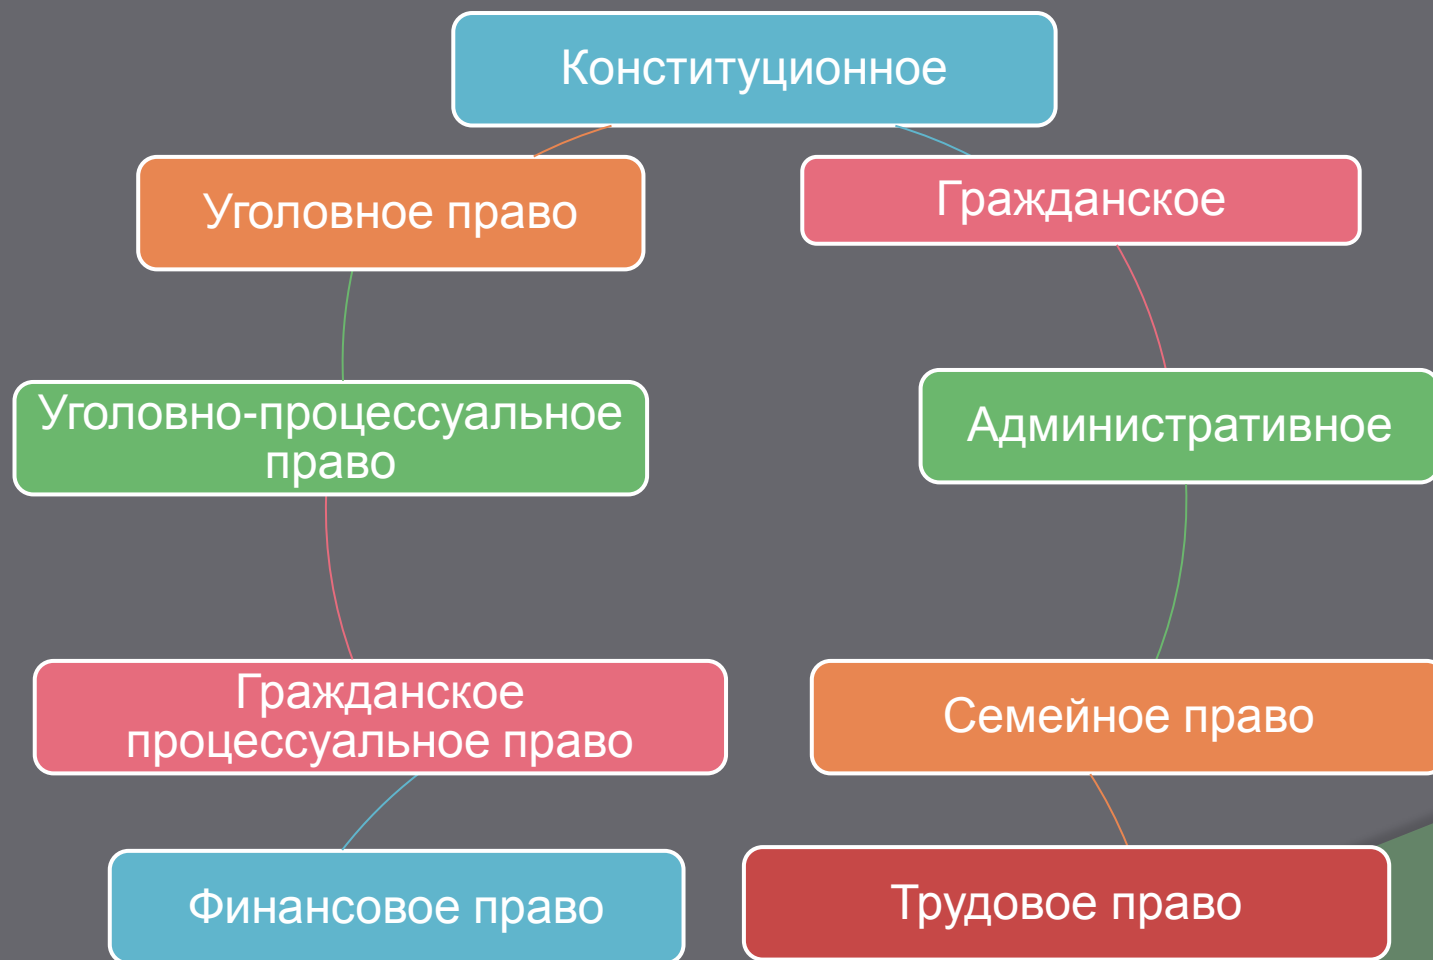 Конституционное
Уголовное право
Гражданское
Уголовно-процессуальное
право
Административное
Гражданское
процессуальное право
Семейное право
Финансовое право
Трудовое право